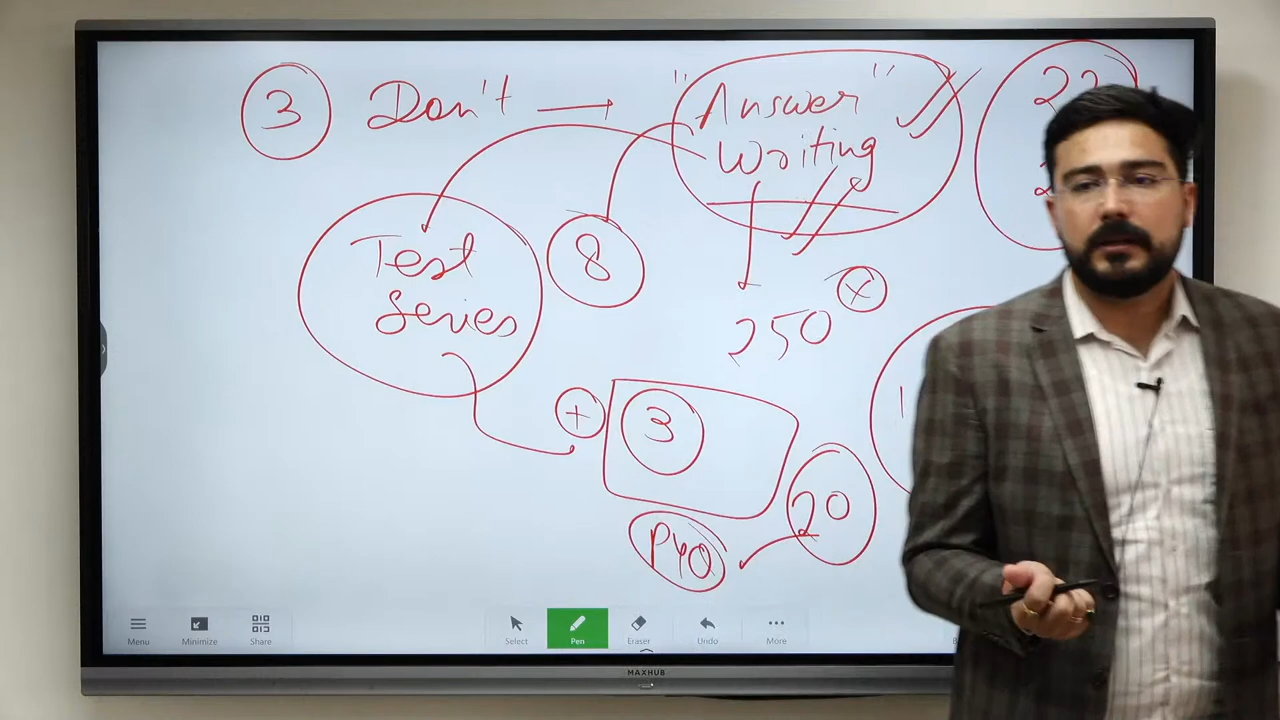 3 Don't → "Answer
Writing"
Test
Series
8
250 x
+ 3
20
PYQ
Menu
Minimize
Share
Select
Pen
Eraser
Undo
More
MAXHUB